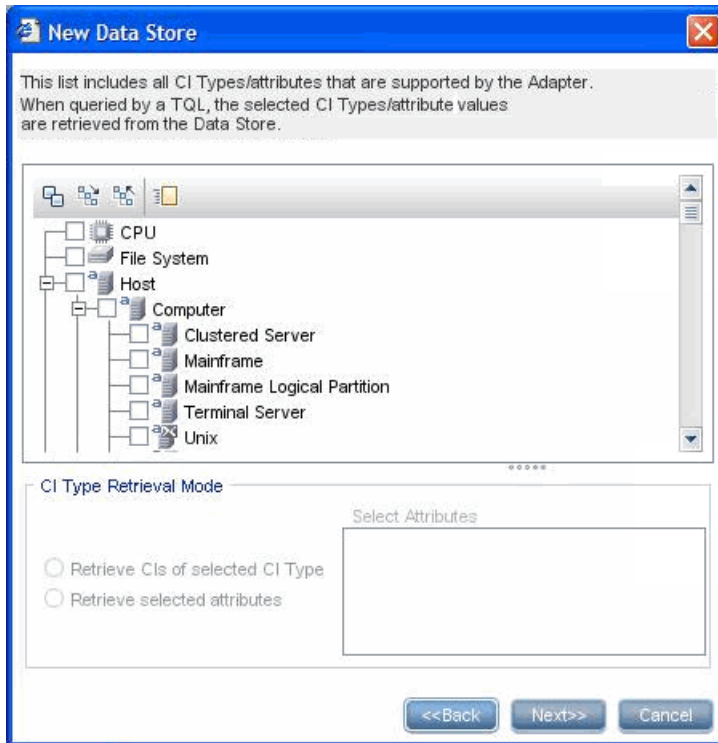 New Data Store
This list includes all CI Types/attributes that are supported by the Adapter.
When queried by a TQL, the selected CI Types/attribute values
are retrieved from the Data Store.
CPU
File System
Host
Computer
Clustered Server
Mainframe
Mainframe Logical Partition
Terminal Server
Unix
CI Type Retrieval Mode
Select Attributes
Retrieve CIs of selected CI Type
Retrieve selected attributes
<<Back Next>> Cancel